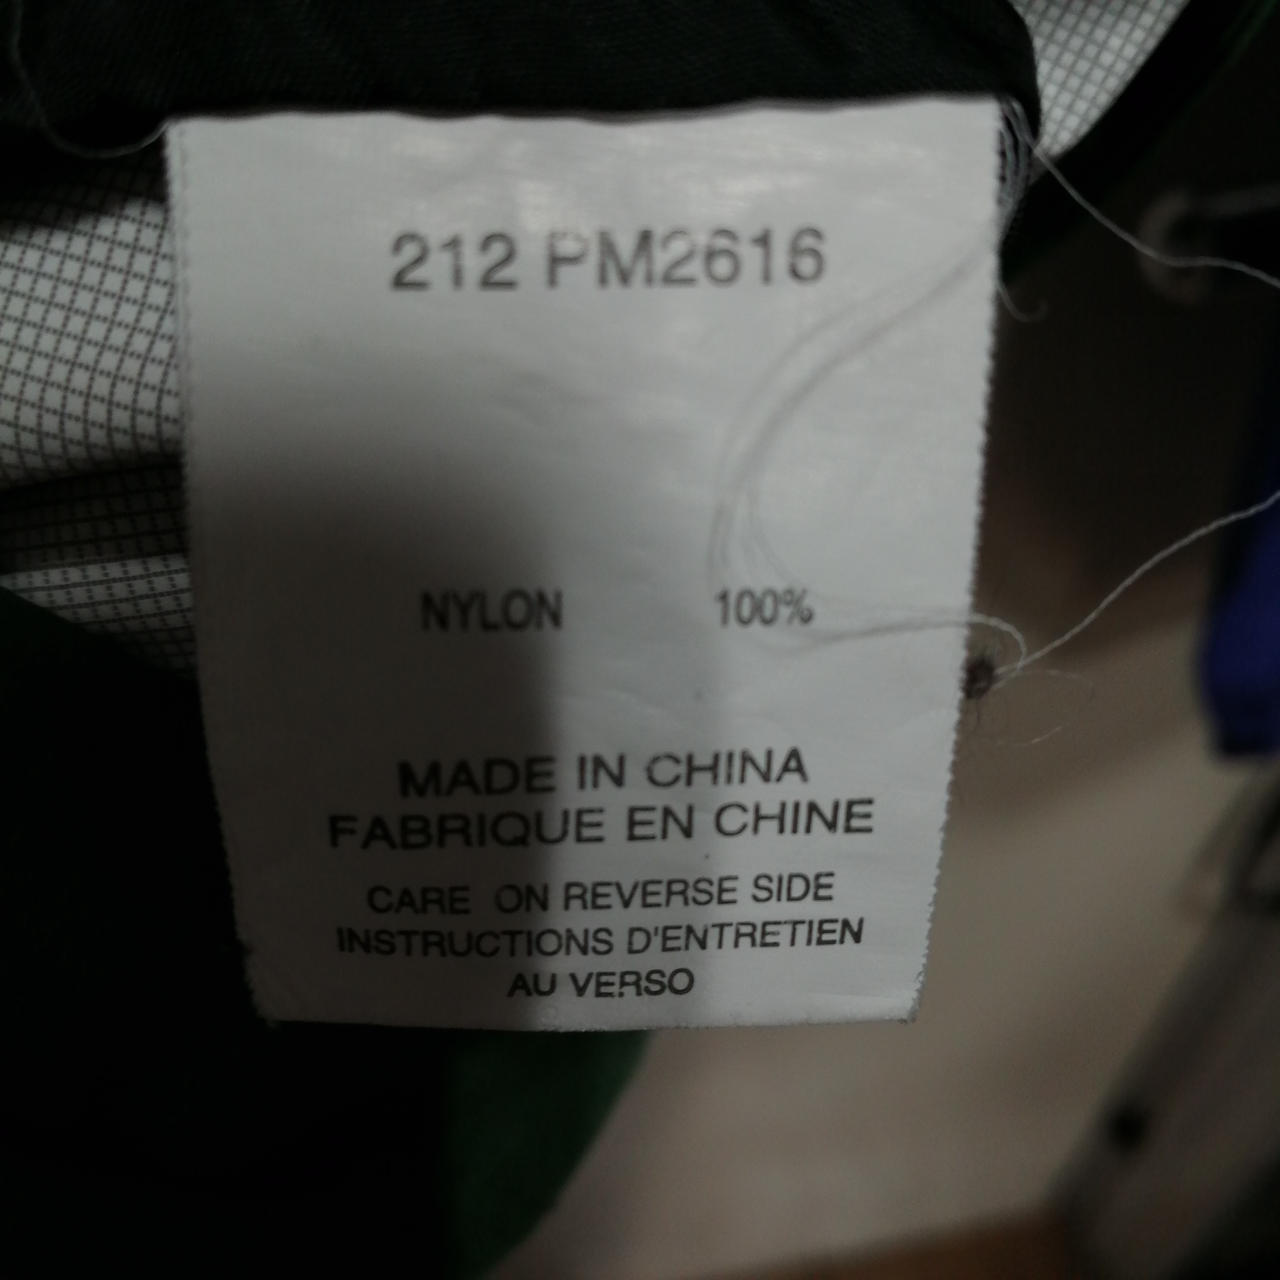 212 PM2616
NYLON 100%
MADE IN CHINA
FABRIQUE EN CHINE
CARE ON REVERSE SIDE
INSTRUCTIONS D'ENTRETIEN
AU VERSO